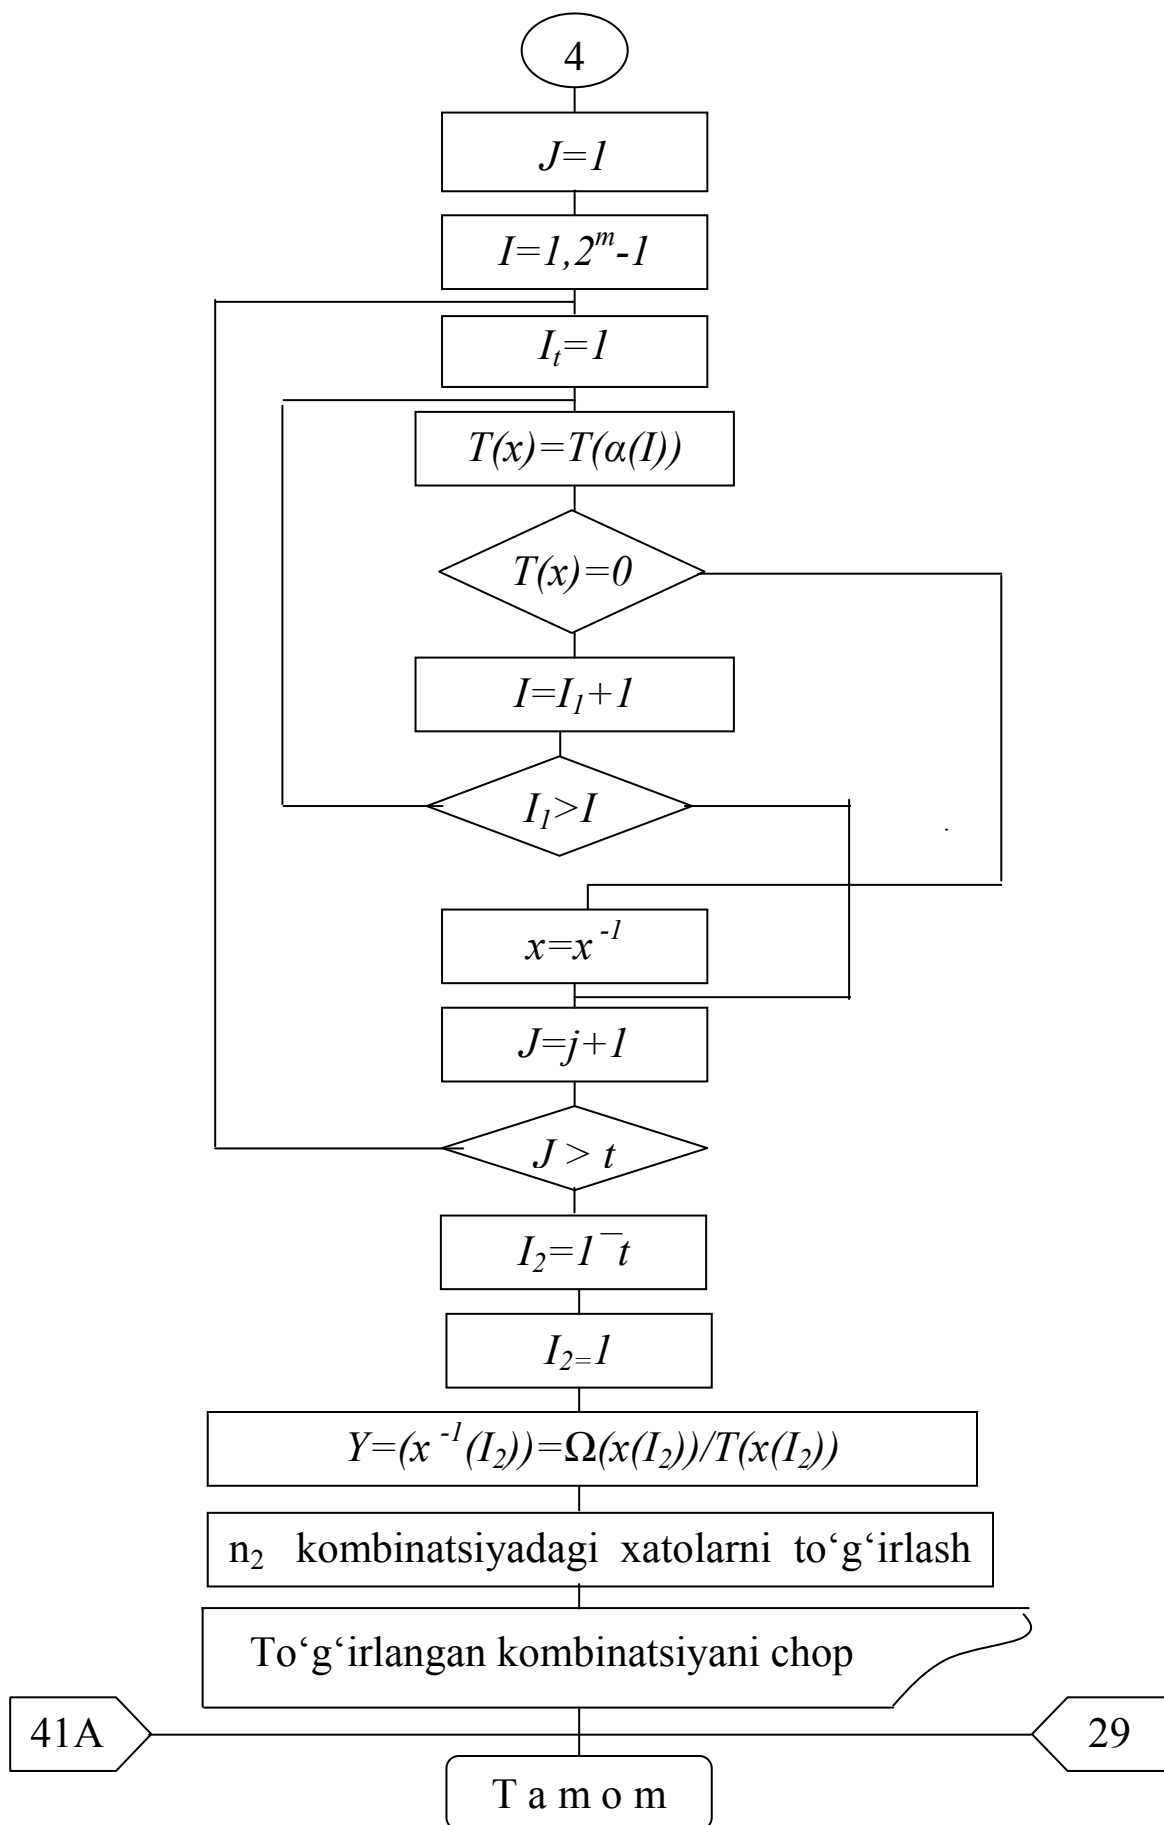 4
J=1
I=1,2^m-1
I_t=1
T(x)=T(α(I))
T(x)=0
I=I_1+1
I_1>I
x=x^-1
J=j+1
J > t
I_2=1¯t
I_2=1
Y=(x^-1(I_2))=Ω(x(I_2))/T(x(I_2))
n_2 kombinatsiyadagi xatolarni to‘g‘irlash
To‘g‘irlangan kombinatsiyani chop
41A
29
T a m o m